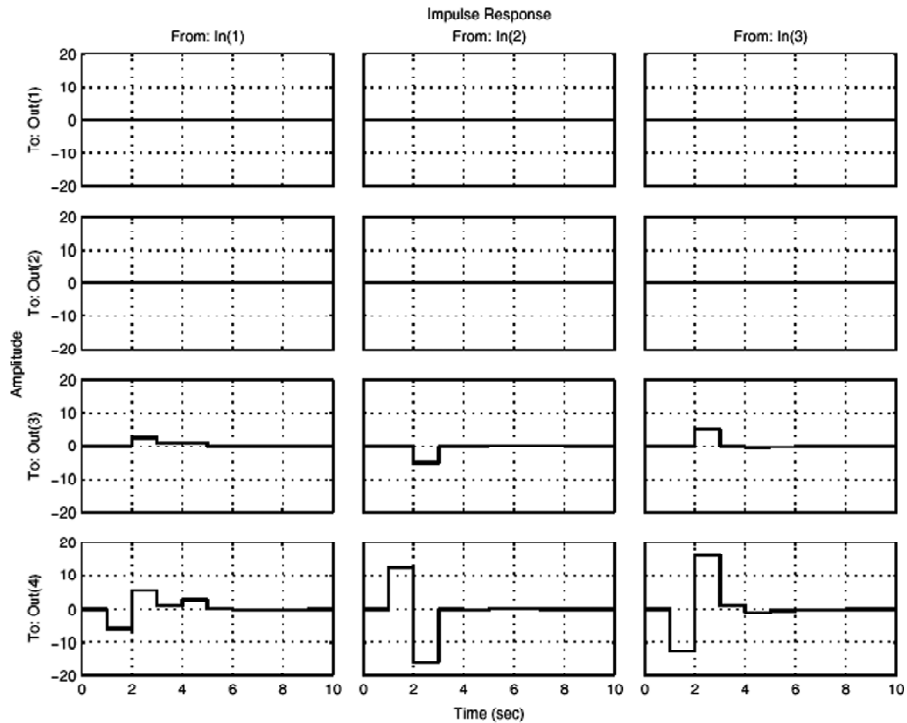 Impulse Response
From: In(1)
From: In(2)
From: In(3)
Amplitude
To: Out(1)
20
10
0
−10
−20
To: Out(2)
20
10
0
−10
−20
To: Out(3)
20
10
0
−10
−20
To: Out(4)
20
10
0
−10
−20
0 2 4 6 8 10
0 2 4 6 8 10
0 2 4 6 8 10
Time (sec)